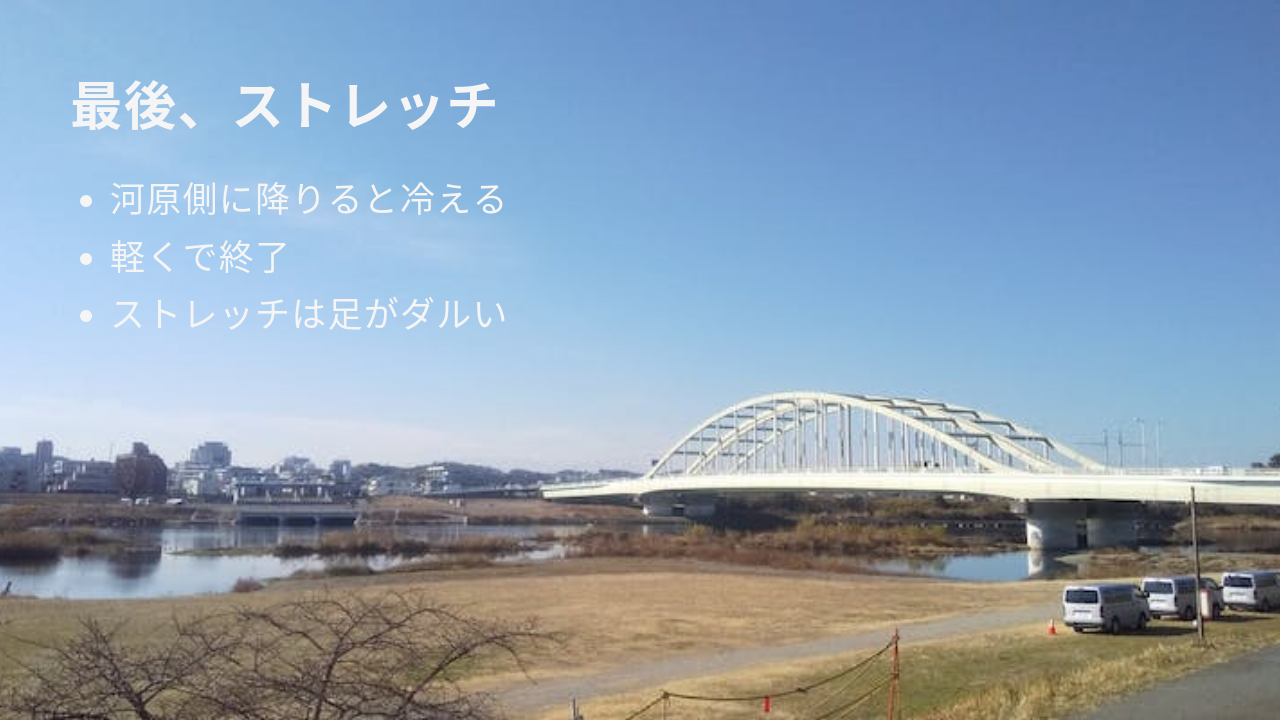 最後、ストレッチ
河原側に降りると冷える
軽くで終了
ストレッチは足がダルい